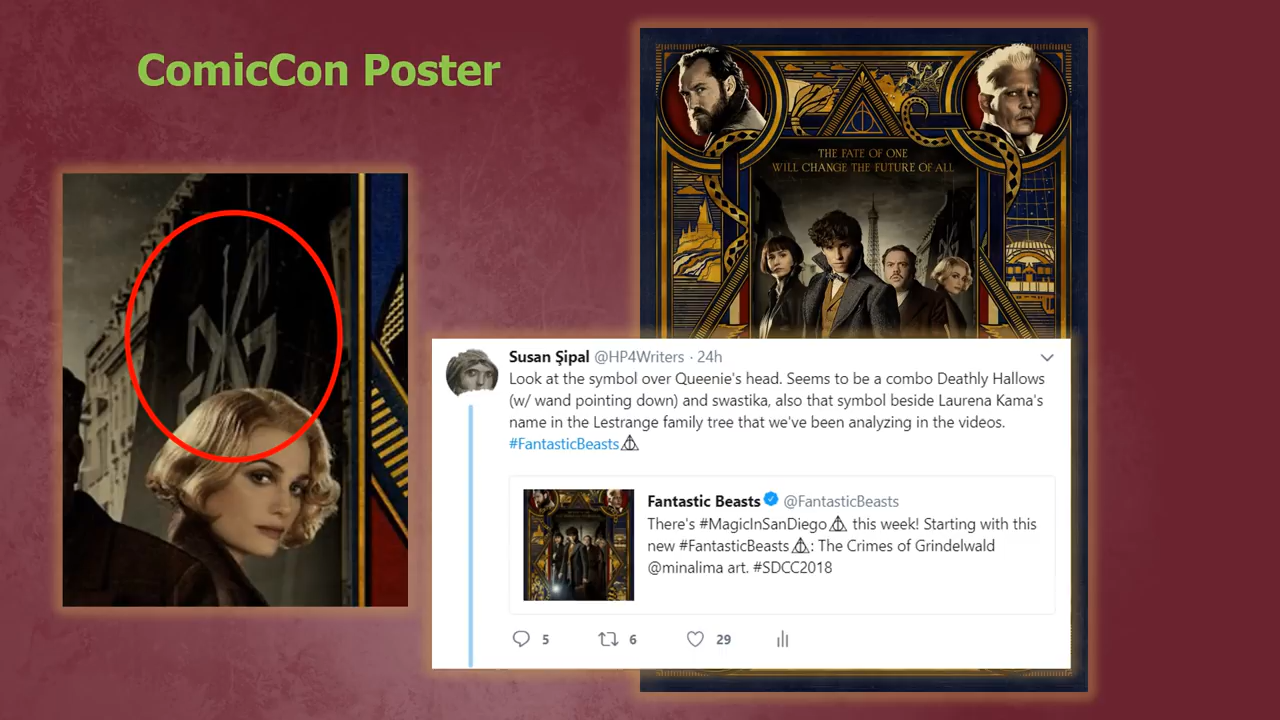 ComicCon Poster
THE FATE OF ONE
WILL CHANGE THE FUTURE OF ALL
Susan Şipal @HP4Writers · 24h
Look at the symbol over Queenie's head. Seems to be a combo Deathly Hallows
(w/ wand pointing down) and swastika, also that symbol beside Laurena Kama's
name in the Lestrange family tree that we've been analyzing in the videos.
#FantasticBeasts
Fantastic Beasts @FantasticBeasts
There's #MagicInSanDiego this week! Starting with this
new #FantasticBeasts: The Crimes of Grindelwald
@minalima art. #SDCC2018
5 6 29